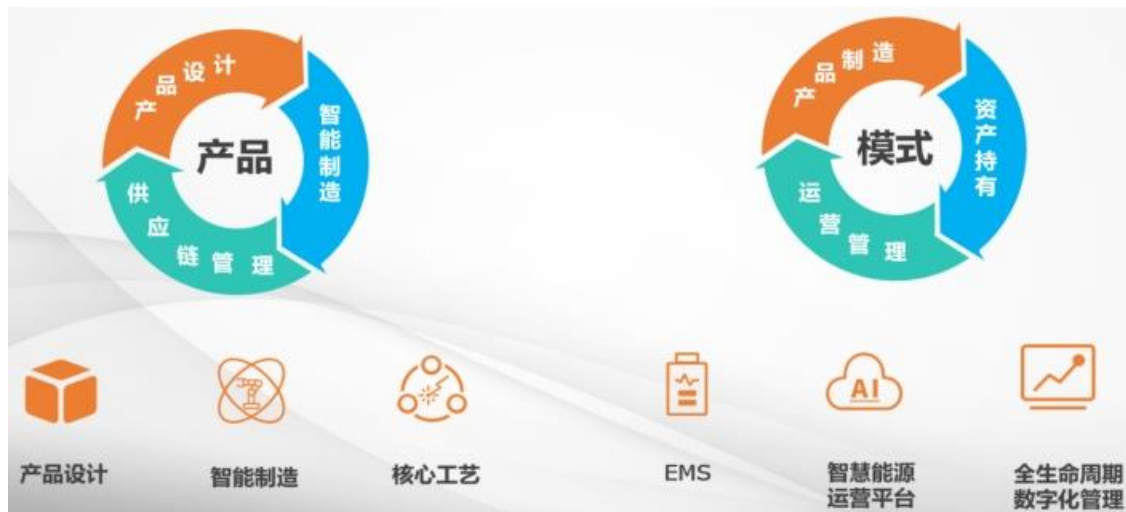 产品设计
智能制造
供应链管理
产品
产品制造
资产持有
运营管理
模式
AI
产品设计
智能制造
核心工艺
EMS
智慧能源
运营平台
全生命周期
数字化管理